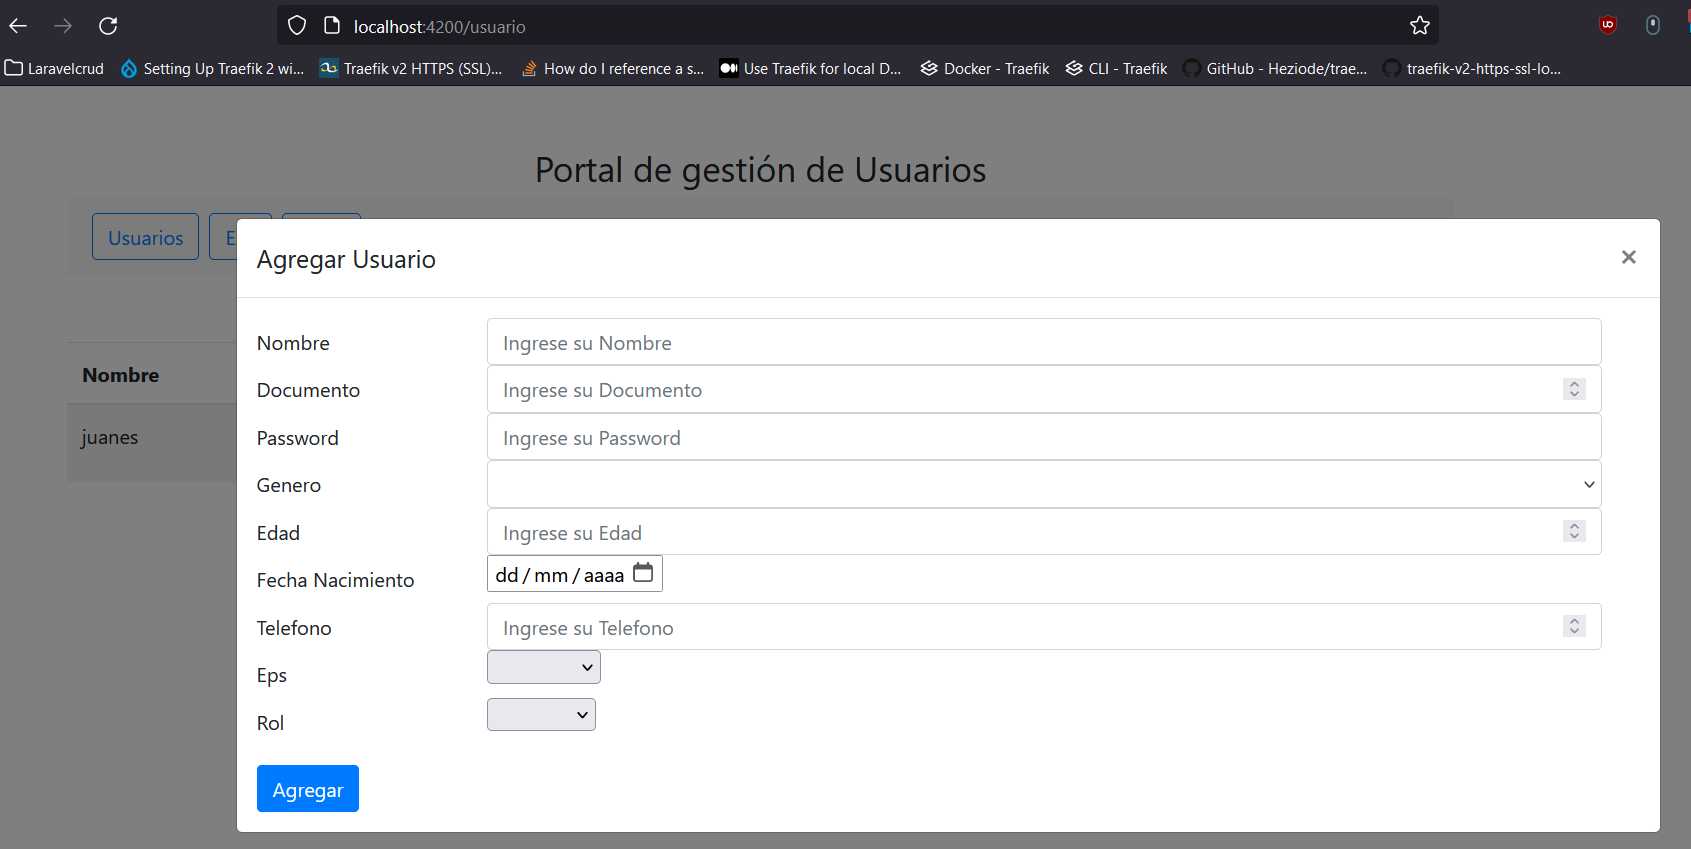 localhost:4200/usuario
Laravelcrud
Setting Up Traefik 2 wi...
Traefik v2 HTTPS (SSL)...
How do I reference a s...
Use Traefik for local D...
Docker - Traefik
CLI - Traefik
GitHub - Heziode/trae...
traefik-v2-https-ssl-lo...
Portal de gestión de Usuarios
Usuarios
E
Agregar Usuario
×
Nombre
juanes
Nombre Ingrese su Nombre
Documento Ingrese su Documento
Password Ingrese su Password
Genero
Edad Ingrese su Edad
Fecha Nacimiento dd/mm/aaaa
Telefono Ingrese su Telefono
Eps
Rol
Agregar